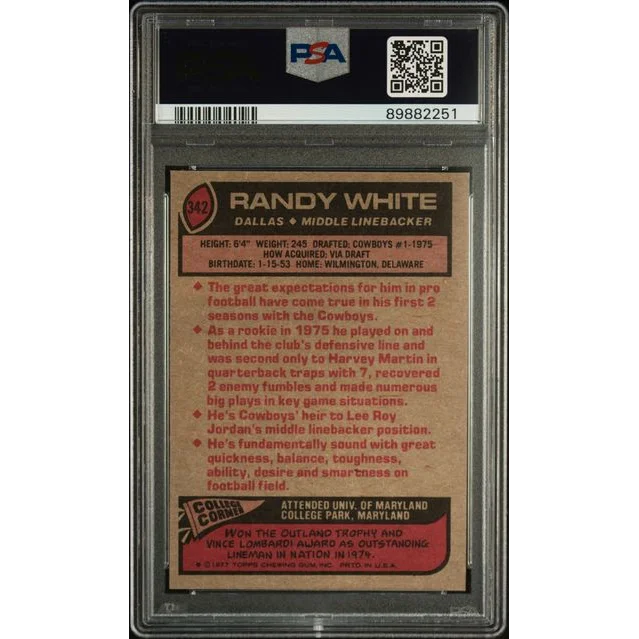 PSA
89882251
342
RANDY WHITE
DALLAS ◆ MIDDLE LINEBACKER
HEIGHT: 6'4" WEIGHT: 245 DRAFTED: COWBOYS #1-1975
HOW ACQUIRED: VIA DRAFT
BIRTHDATE: 1-15-53 HOME: WILMINGTON, DELAWARE
◆ The great expectations for him in pro
football have come true in his first 2
seasons with the Cowboys.
◆ As a rookie in 1975 he played on and
behind the club's defensive line and
was second only to Harvey Martin in
quarterback traps with 7, recovered
2 enemy fumbles and made numerous
big plays in key game situations.
◆ He's Cowboys' heir to Lee Roy
Jordan's middle linebacker position.
◆ He's fundamentally sound with great
quickness, balance, toughness,
ability, desire and smartness on
football field.
COLLEGE
CORNER
ATTENDED UNIV. OF MARYLAND
COLLEGE PARK, MARYLAND
WON THE OUTLAND TROPHY AND
VINCE LOMBARDI AWARD AS OUTSTANDING
LINEMAN IN NATION IN 1974.
© 1977 TOPPS CHEWING GUM, INC. PRTD IN U.S.A.
PSA